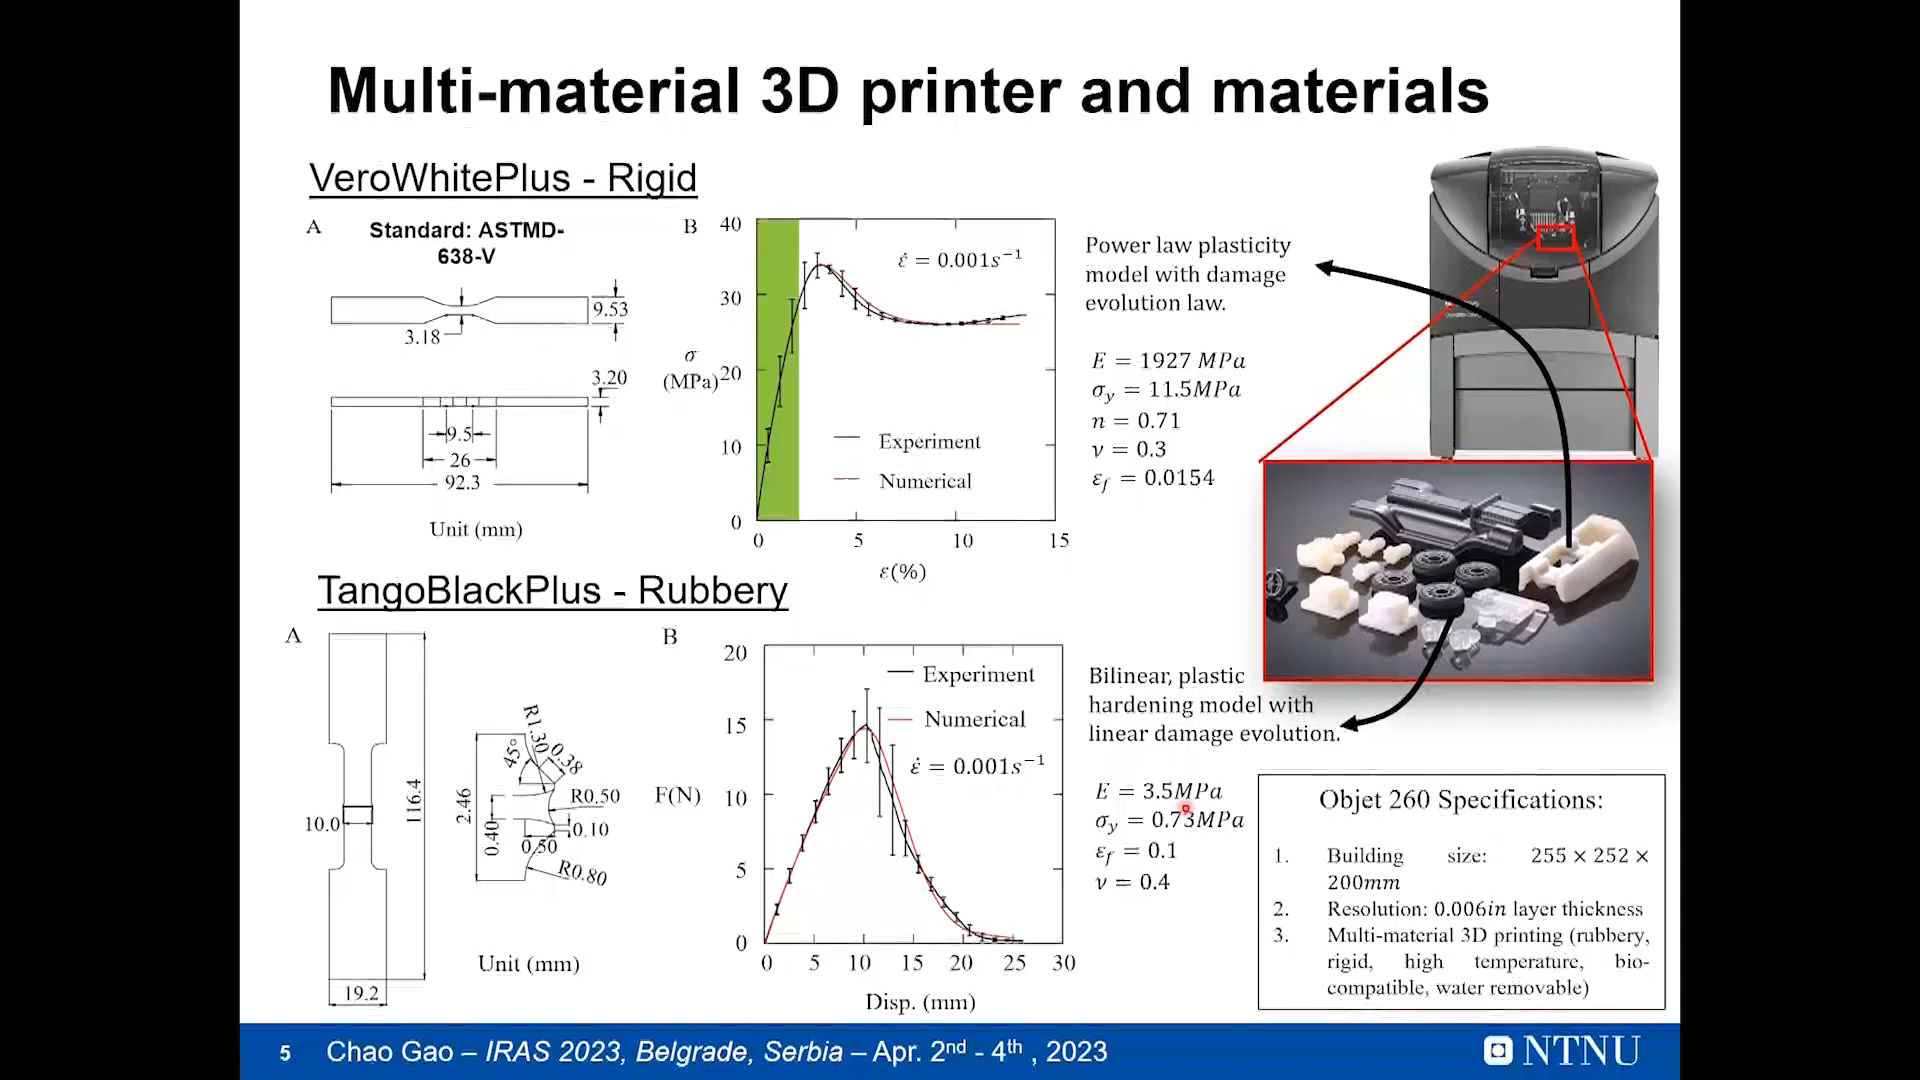 Multi-material 3D printer and materials
VeroWhitePlus - Rigid
A
Standard: ASTMD-
638-V
9.53
3.18
3.20
9.5
26
92.3
Unit (mm)
B
40
30
20
10
0
σ
(MPa)
ε̇ = 0.001s⁻¹
Experiment
Numerical
0 5 10 15
ε(%)
Power law plasticity
model with damage
evolution law.
E = 1927 MPa
σy = 11.5MPa
n = 0.71
ν = 0.3
εf = 0.0154
TangoBlackPlus - Rubbery
A
10.0
116.4
19.2
R1.30
45°
0.38
2.46
R0.50
0.40
0.10
0.50
R0.80
Unit (mm)
B
20
15
10
5
0
F(N)
Experiment
Numerical
ε̇ = 0.001s⁻¹
0 5 10 15 20 25 30
Disp. (mm)
Bilinear, plastic
hardening model with
linear damage evolution.
E = 3.5MPa
σy = 0.73MPa
εf = 0.1
ν = 0.4
Objet 260 Specifications:
1. Building size: 255 × 252 ×
200mm
2. Resolution: 0.006in layer thickness
3. Multi-material 3D printing (rubbery,
rigid, high temperature, bio-
compatible, water removable)
5 Chao Gao – IRAS 2023, Belgrade, Serbia – Apr. 2nd - 4th , 2023
NTNU